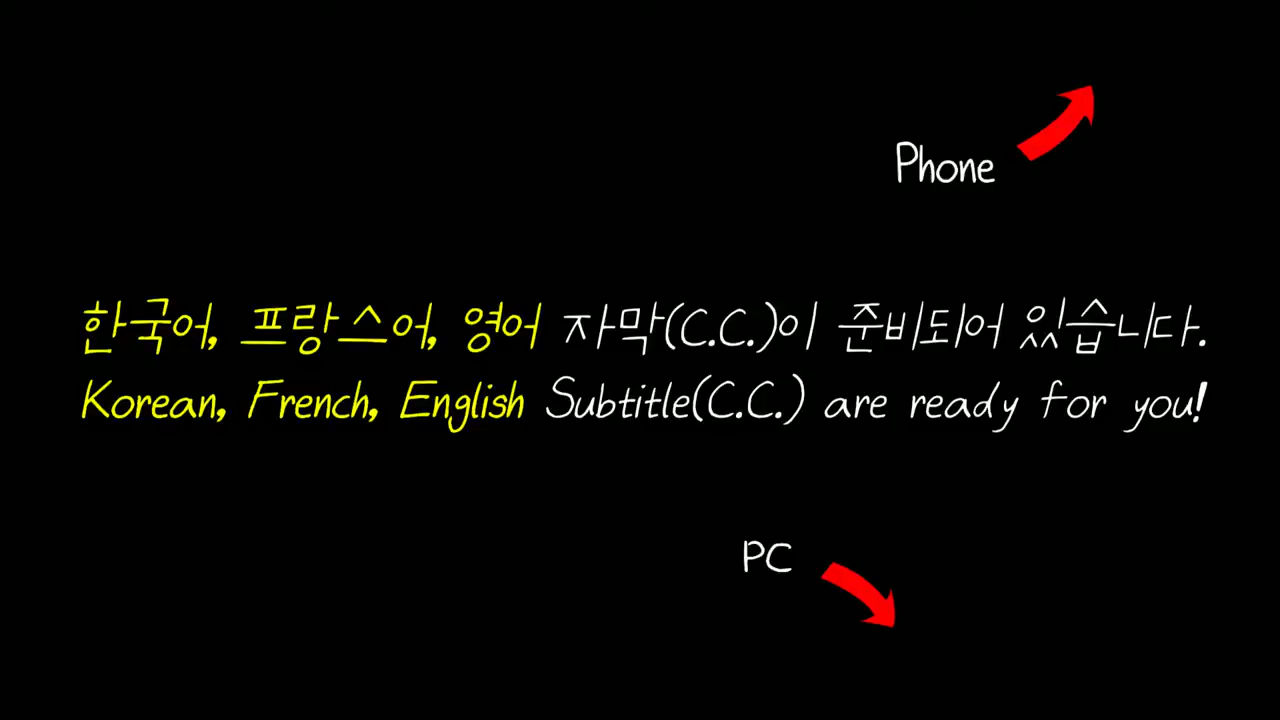 Phone
한국어, 프랑스어, 영어 자막(C.C.)이 준비되어 있습니다.
Korean, French, English Subtitle(C.C.) are ready for you!
PC